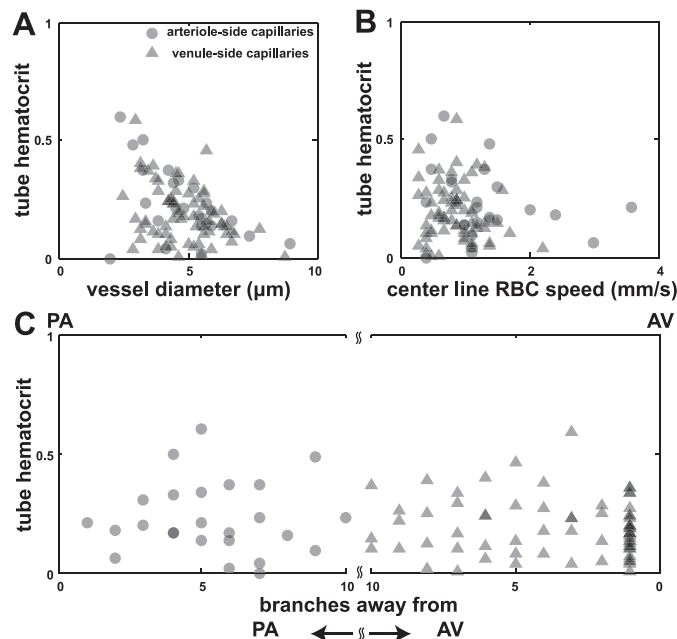 A
B
1
arteriole-side capillaries
venule-side capillaries
0.5
tube hematocrit
0
0
5
10
vessel diameter (μm)
1
0.5
tube hematocrit
0
0
2
4
center line RBC speed (mm/s)
C
PA
AV
1
0.5
tube hematocrit
0
0
5
10
10
5
0
branches away from
PA
AV